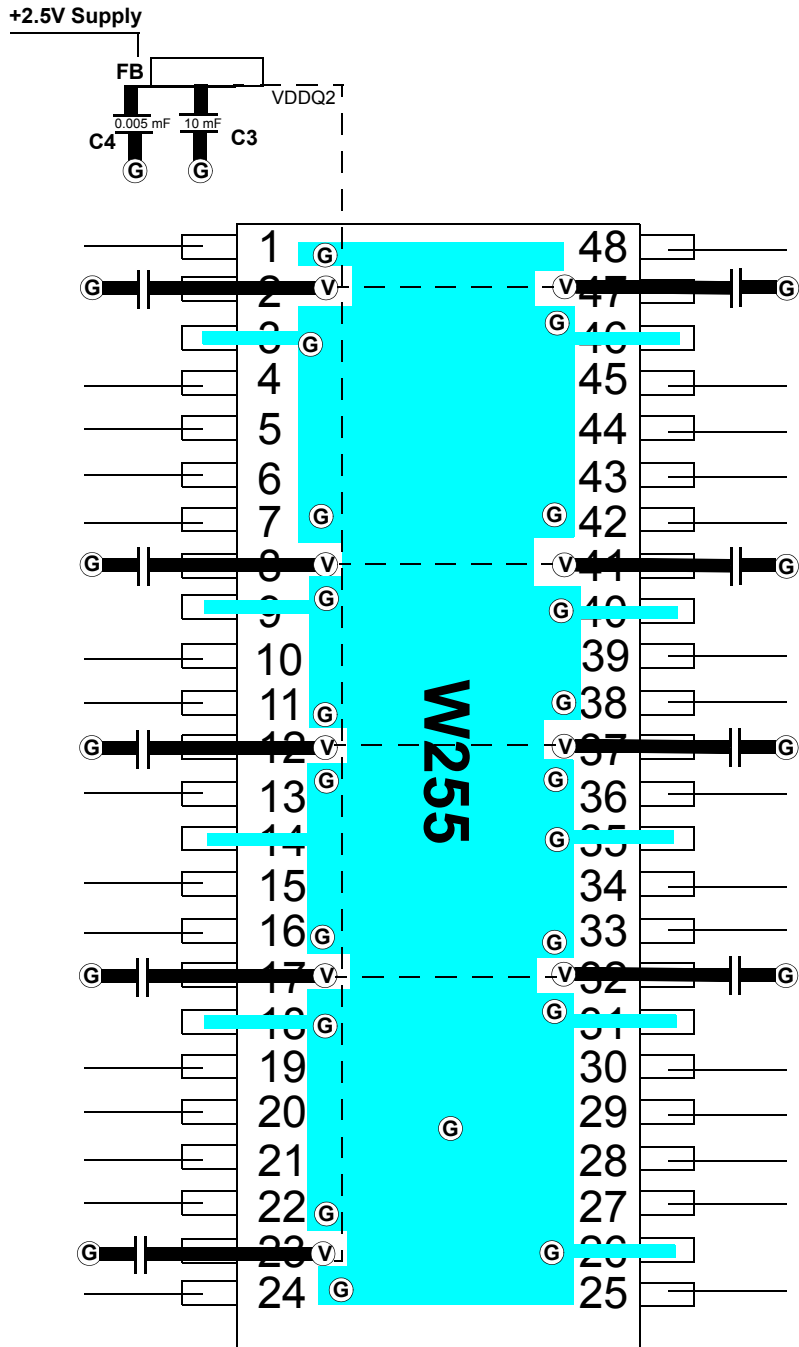 +2.5V Supply
FB
VDDQ2
0.005 mF
10 mF
C4
C3
G
G
1
48
G
G
2
V
V
47
G
G
3
G
46
G
4
45
5
44
6
43
7
G
G
42
G
8
V
V
41
G
9
G
G
40
10
39
11
G
G
38
G
12
V
V
37
G
13
G
G
36
14
G
35
15
34
16
G
G
33
G
17
V
V
32
G
18
G
G
31
19
30
20
29
G
21
28
22
G
27
G
23
V
G
26
24
G
25
W255